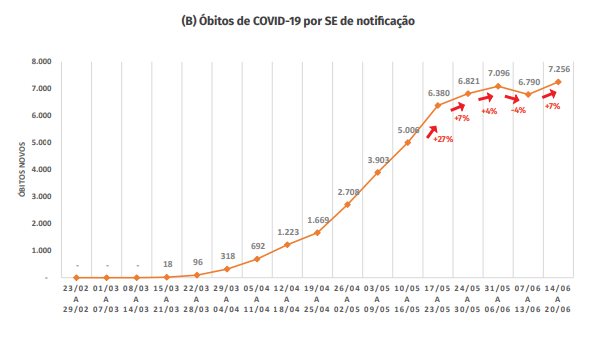 (B) Óbitos de COVID-19 por SE de notificação
8.000
7.000
6.000
5.000
4.000
3.000
2.000
1.000
-
ÓBITOS NOVOS
- - - 18 96 318 692 1.223 1.669 2.708 3.903 5.006 6.380 6.821 7.096 6.790 7.256
+27% +7% +4% -4% +7%
23/02 01/03 08/03 15/03 22/03 29/03 05/04 12/04 19/04 26/04 03/05 10/05 17/05 24/05 31/05 07/06 14/06
A A A A A A A A A A A A A A A A A
29/02 07/03 14/03 21/03 28/03 04/04 11/04 18/04 25/04 02/05 09/05 16/05 23/05 30/05 06/06 13/06 20/06